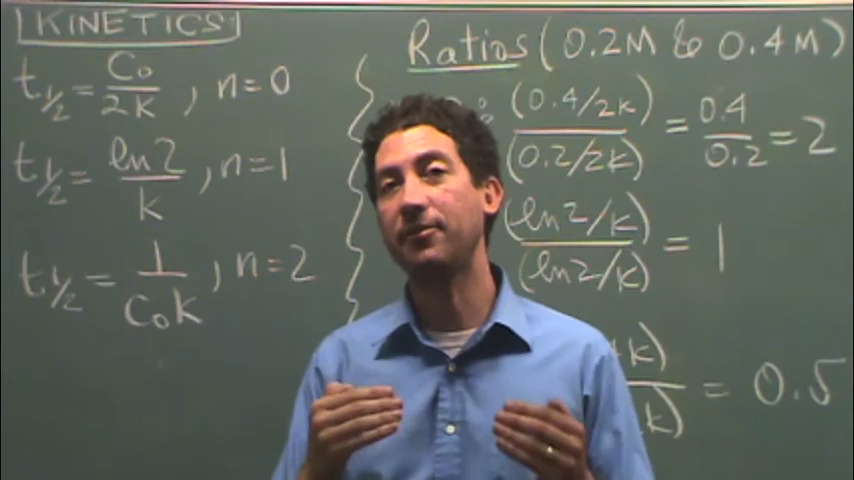 KINETICS
t1/2 = C0/2k , n=0
t1/2 = ln2/k , n=1
t1/2 = 1/C0k , n=2
Ratios (0.2M & 0.4M)
: (0.4/2k)/(0.2/2k) = 0.4/0.2 = 2
(ln2/k)/(ln2/k) = 1
k)/k) = 0.5